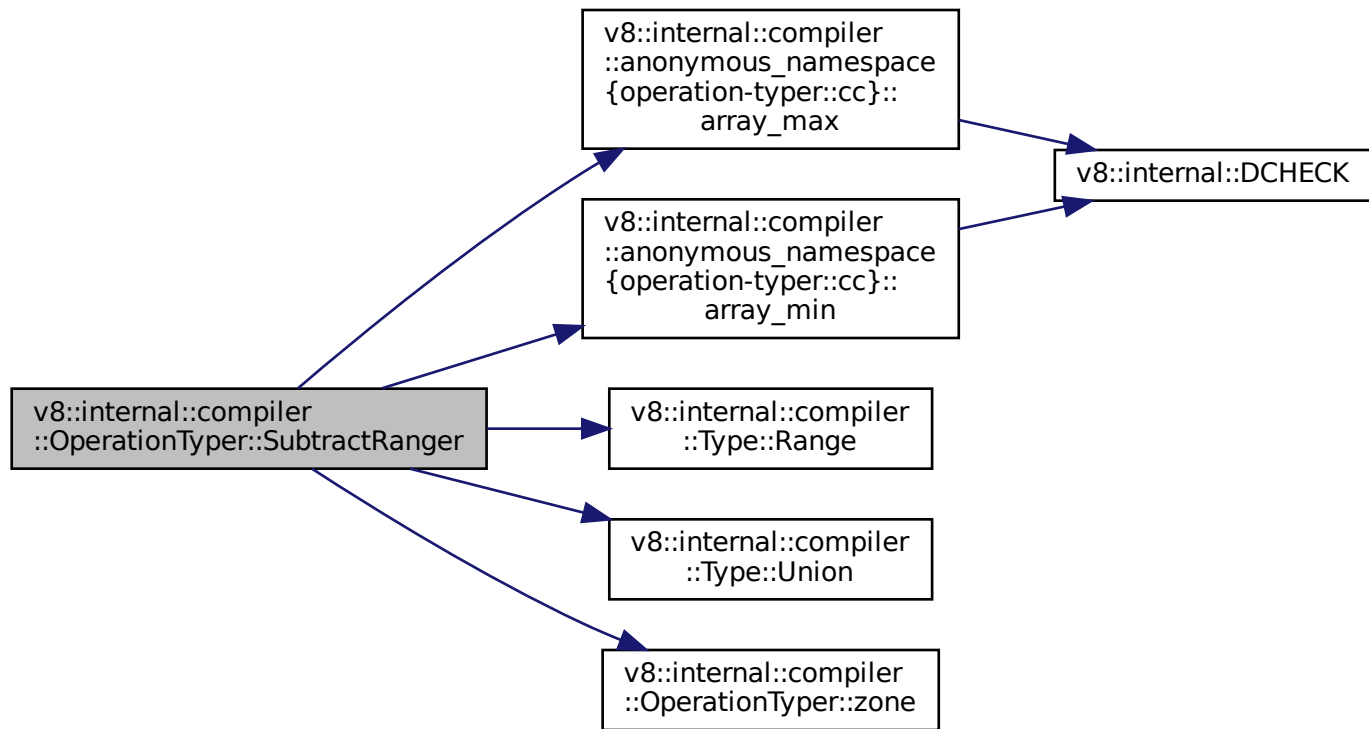 v8::internal::compiler
::anonymous_namespace
{operation-typer::cc}::
array_max
v8::internal::DCHECK
v8::internal::compiler
::anonymous_namespace
{operation-typer::cc}::
array_min
v8::internal::compiler
::OperationTyper::SubtractRanger
v8::internal::compiler
::Type::Range
v8::internal::compiler
::Type::Union
v8::internal::compiler
::OperationTyper::zone